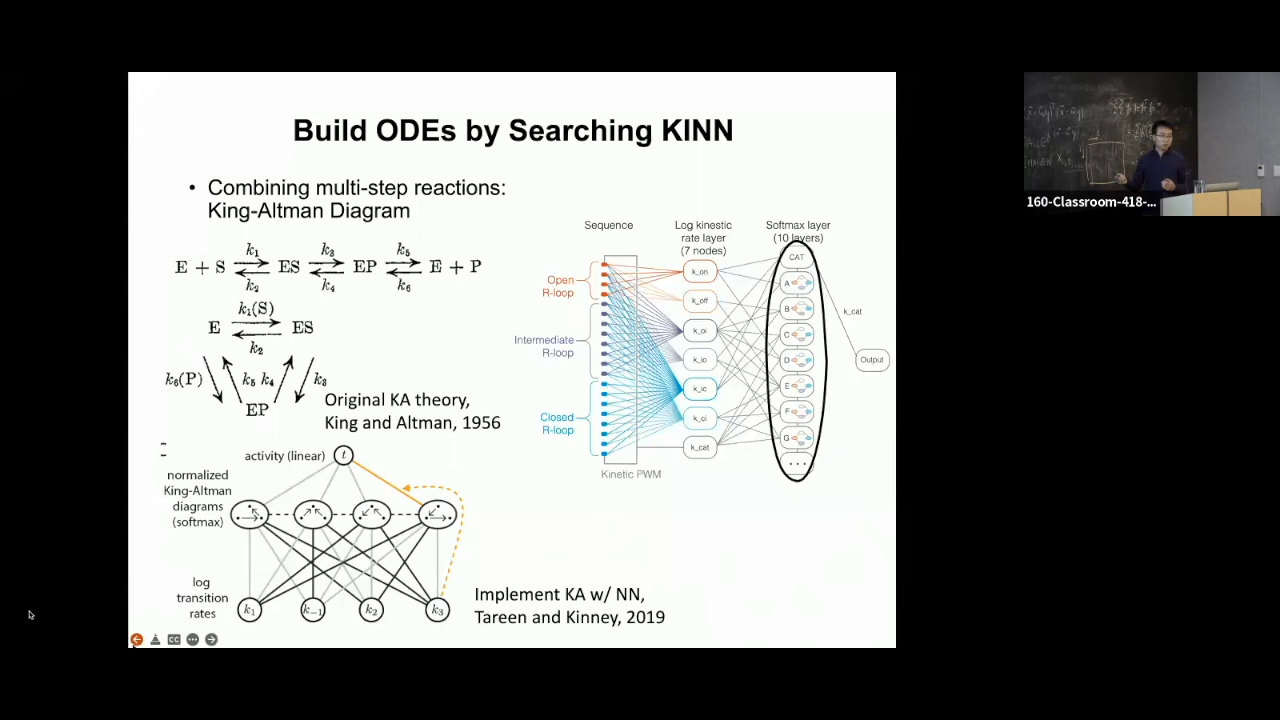 Build ODEs by Searching KINN
• Combining multi-step reactions:
King-Altman Diagram
k₁ k₃ k₅
E + S ⇌ ES ⇌ EP ⇌ E + P
k₂ k₄ k₆
k₁(S)
E ⇌ ES
k₂
k₆(P) k₅ k₄ k₃
EP
Original KA theory,
King and Altman, 1956
activity (linear)
t
normalized
King-Altman
diagrams
(softmax)
log
transition
rates
k₁ k₋₁ k₂ k₃
Implement KA w/ NN,
Tareen and Kinney, 2019
Sequence
Log kinestic
rate layer
(7 nodes)
Softmax layer
(10 layers)
Open
R-loop
Intermediate
R-loop
Closed
R-loop
Kinetic PWM
k_on
k_off
k_oi
k_io
k_ic
k_ci
k_cat
CAT
A
B
C
D
E
F
G
...
k_cat
Output
160-Classroom-418-...
CC